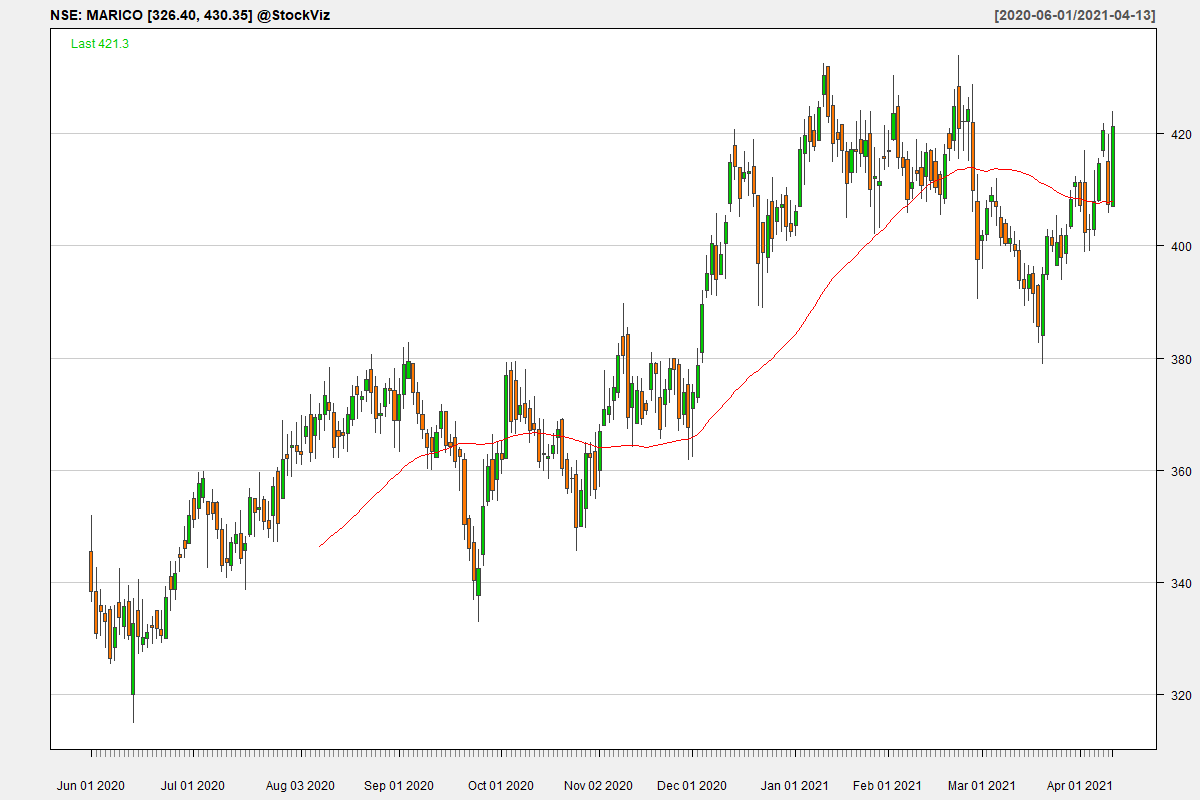 NSE: MARICO [326.40, 430.35] @StockViz [2020-06-01/2021-04-13]
Last 421.3
420
400
380
360
340
320
Jun 01 2020 Jul 01 2020 Aug 03 2020 Sep 01 2020 Oct 01 2020 Nov 02 2020 Dec 01 2020 Jan 01 2021 Feb 01 2021 Mar 01 2021 Apr 01 2021